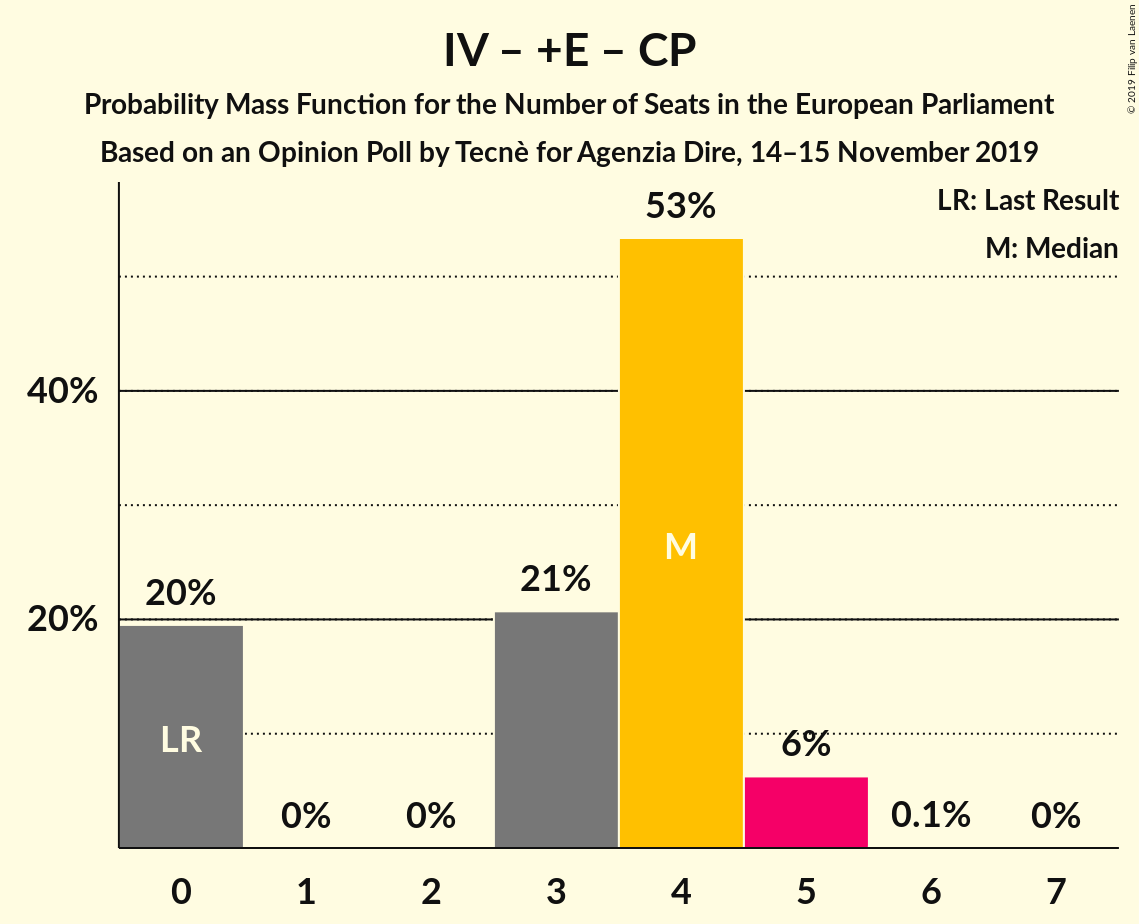 IV – +E – CP
Probability Mass Function for the Number of Seats in the European Parliament
Based on an Opinion Poll by Tecnè for Agenzia Dire, 14–15 November 2019
© 2019 Filip van Laenen
LR: Last Result
M: Median
53%
40%
M
20%
21%
20%
LR
6%
0%
0%
0.1%
0%
0 1 2 3 4 5 6 7